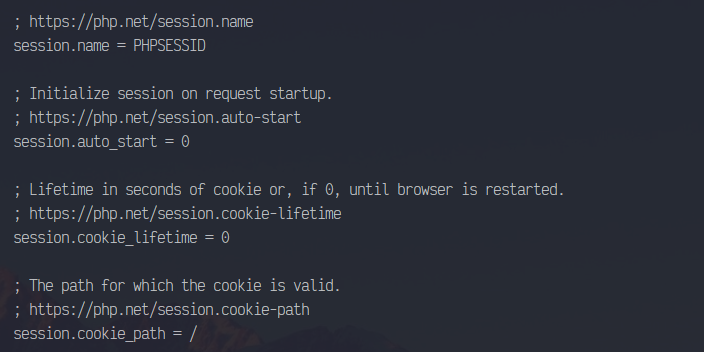 ; https://php.net/session.name
session.name = PHPSESSID
; Initialize session on request startup.
; https://php.net/session.auto-start
session.auto_start = 0
; Lifetime in seconds of cookie or, if 0, until browser is restarted.
; https://php.net/session.cookie-lifetime
session.cookie_lifetime = 0
; The path for which the cookie is valid.
; https://php.net/session.cookie-path
session.cookie_path = /